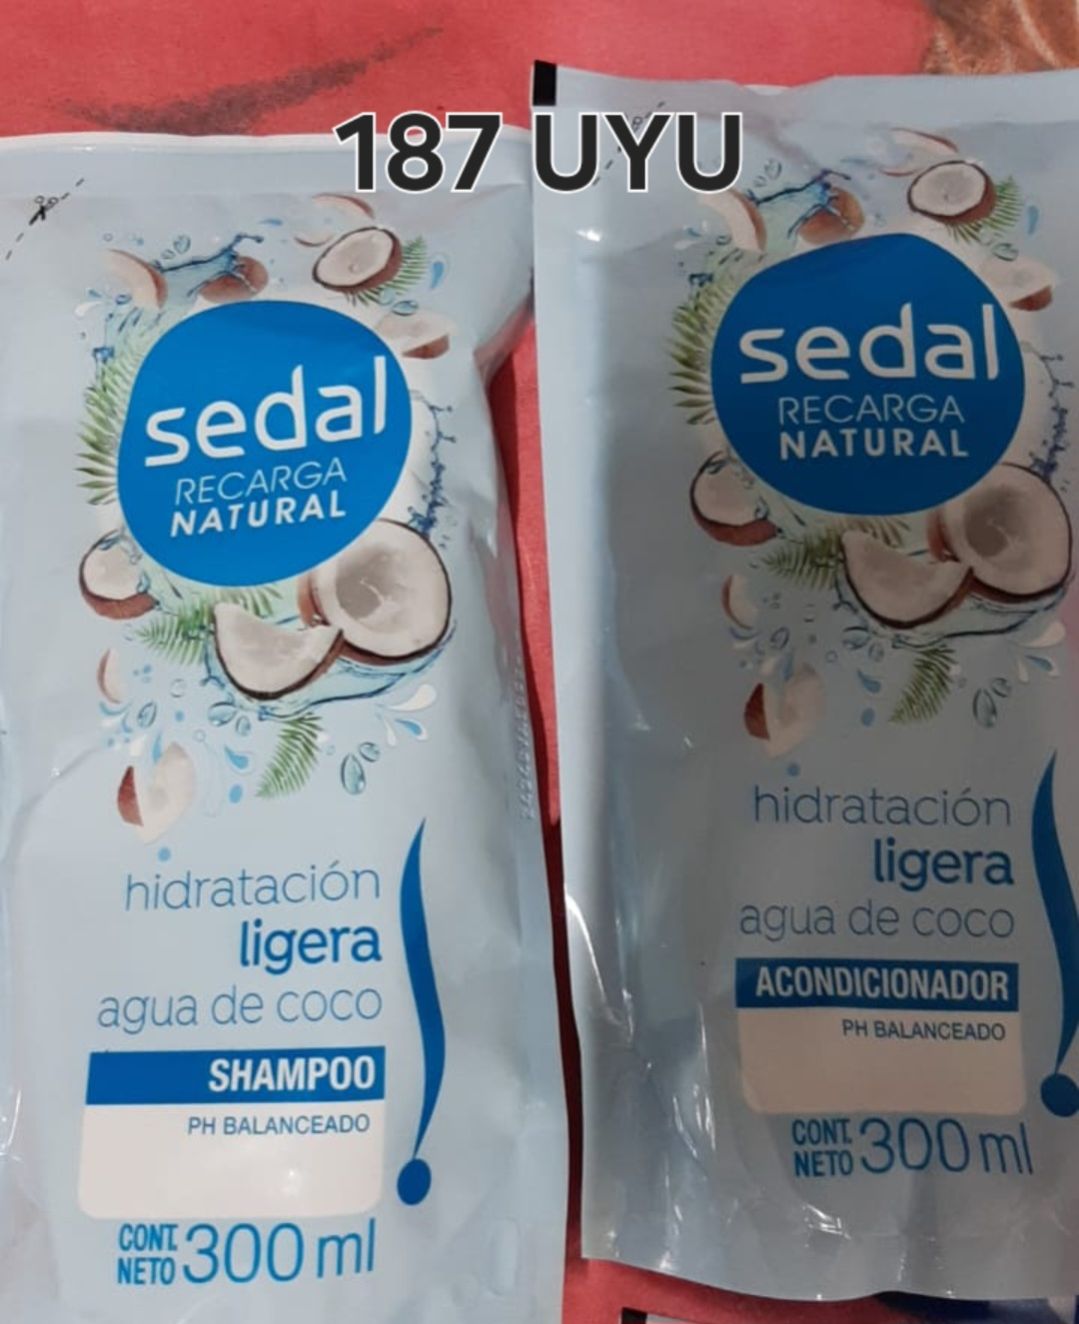 187 UYU
sedal
RECARGA
NATURAL
hidratación
ligera
agua de coco
SHAMPOO
PH BALANCEADO
CONT.
NETO 300 ml
sedal
RECARGA
NATURAL
hidratación
ligera
agua de coco
ACONDICIONADOR
PH BALANCEADO
CONT.
NETO 300 ml